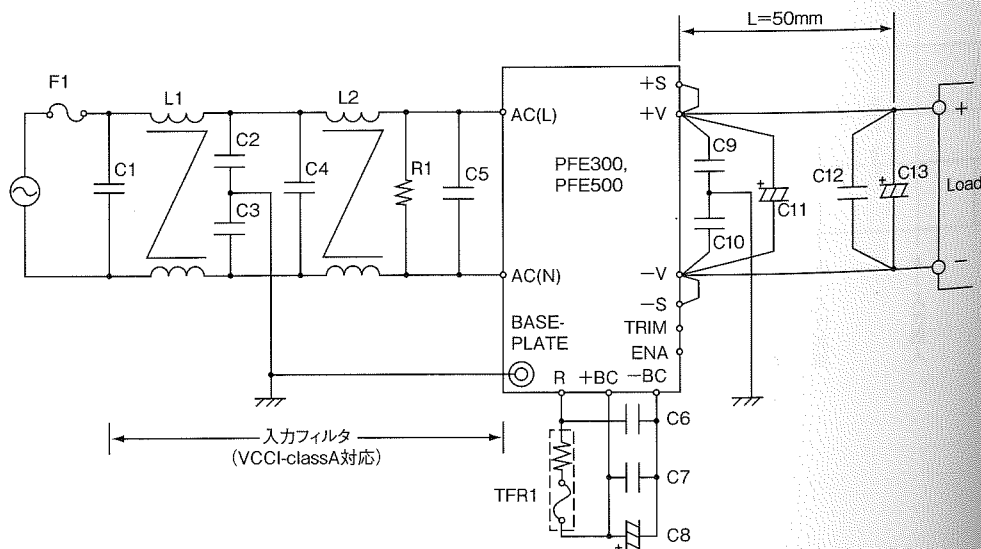 L=50mm
F1
L1
L2
+S
+V
AC(L)
PFE300,
PFE500
C1
C2
C3
C4
R1
C5
C9
C10
C11
C12
C13
+
Load
−
+
+
AC(N)
−V
−S
BASE-
PLATE
TRIM
ENA
R
+BC
−BC
C6
C7
C8
+
TFR1
入力フィルタ
(VCCI-classA対応)